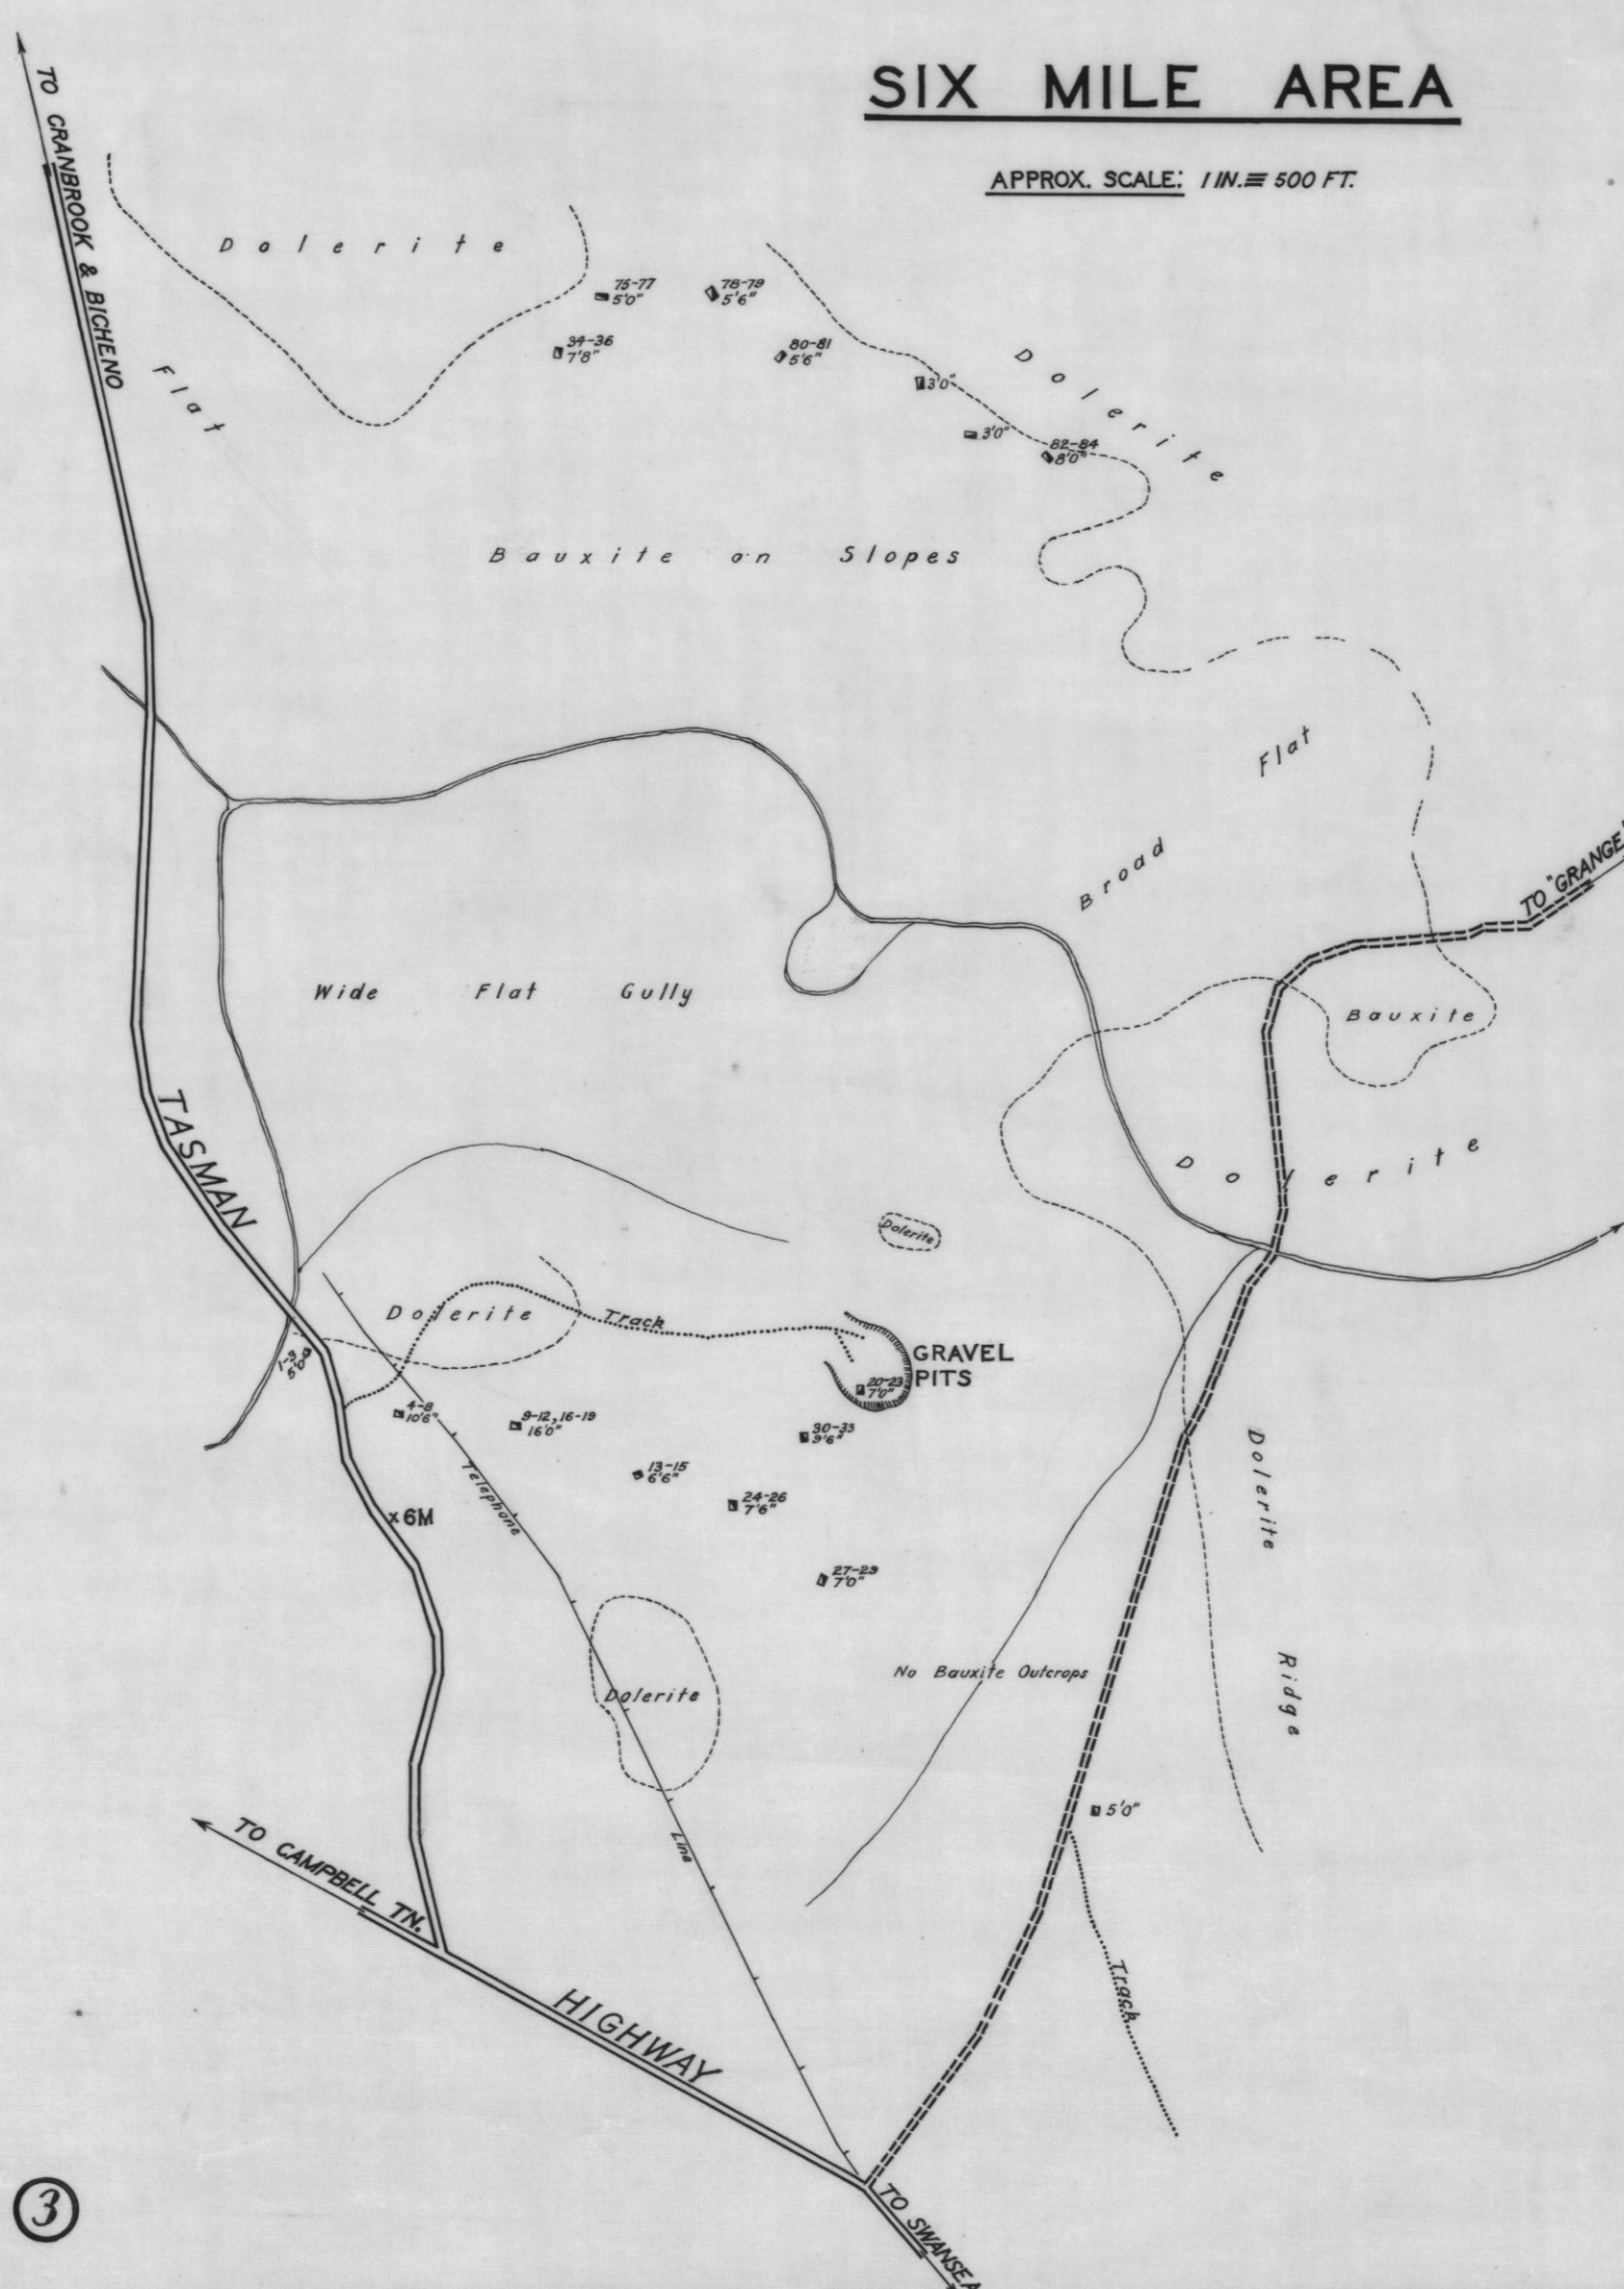 SIX MILE AREA
APPROX. SCALE: 1 IN. ≡ 500 FT.
TO CRANBROOK & BICHENO
Dolerite
75-77
5'0"
78-79
5'6"
34-36
7'8"
80-81
5'6"
Flat
3'0"
Dolerite
3'0"
82-84
8'0"
Bauxite on Slopes
Broad Flat
TO "GRANGE"
Wide Flat Gully
Bauxite
TASMAN
Dolerite
Dolerite
Dolerite
Track
GRAVEL
PITS
1-3
5'0"
20-23
7'0"
4-8
10'6"
9-12, 16-19
16'0"
30-33
9'6"
13-15
6'6"
24-26
7'6"
x 6M
Telephone
27-29
7'0"
Dolerite
Ridge
No Bauxite Outcrops
Dolerite
5'0"
Line
TO CAMPBELL TN.
Track
HIGHWAY
TO SWANSEA
3